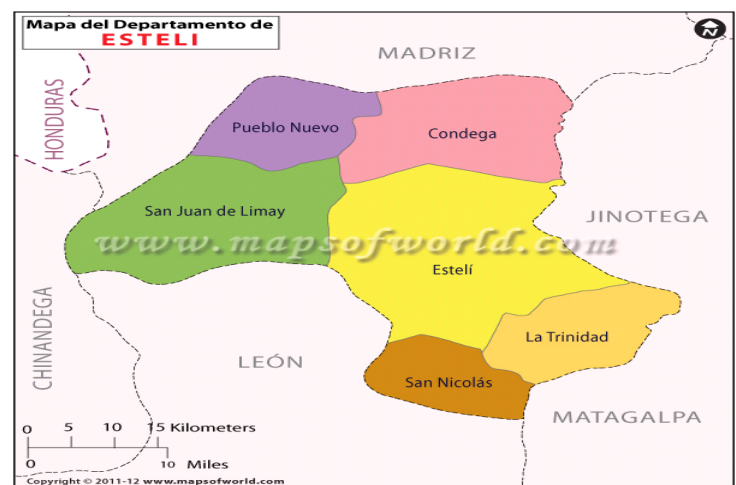 Mapa del Departamento de
ESTELI
N
MADRIZ
HONDURAS
Pueblo Nuevo
Condega
San Juan de Limay
JINOTEGA
www.mapsofworld.com
Estelí
CHINANDEGA
La Trinidad
LEÓN
San Nicolás
MATAGALPA
0 5 10 15 Kilometers
0 10 Miles
Copyright © 2011-12 www.mapsofworld.com